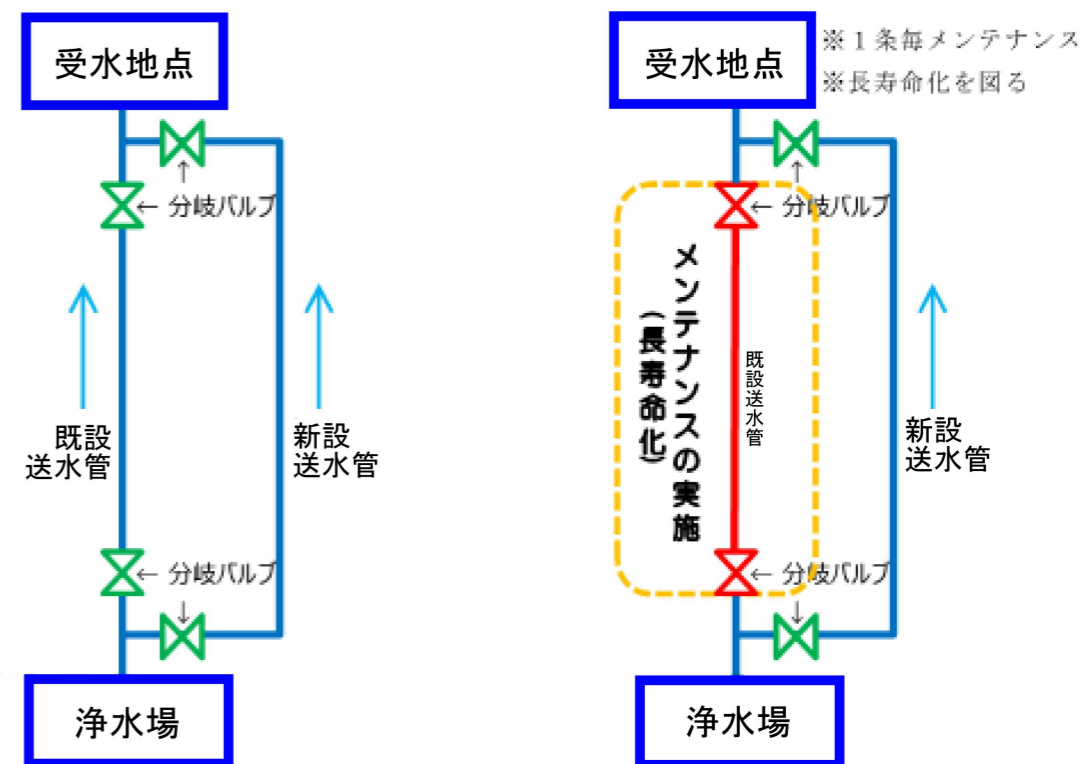 受水地点
← 分岐バルブ
↑
既設
送水管
新設
送水管
← 分岐バルブ
↓
浄水場
受水地点
※１条毎メンテナンス
※長寿命化を図る
↑
← 分岐バルブ
メンテナンスの実施
（長寿命化）
既設送水管
新設
送水管
← 分岐バルブ
↓
浄水場